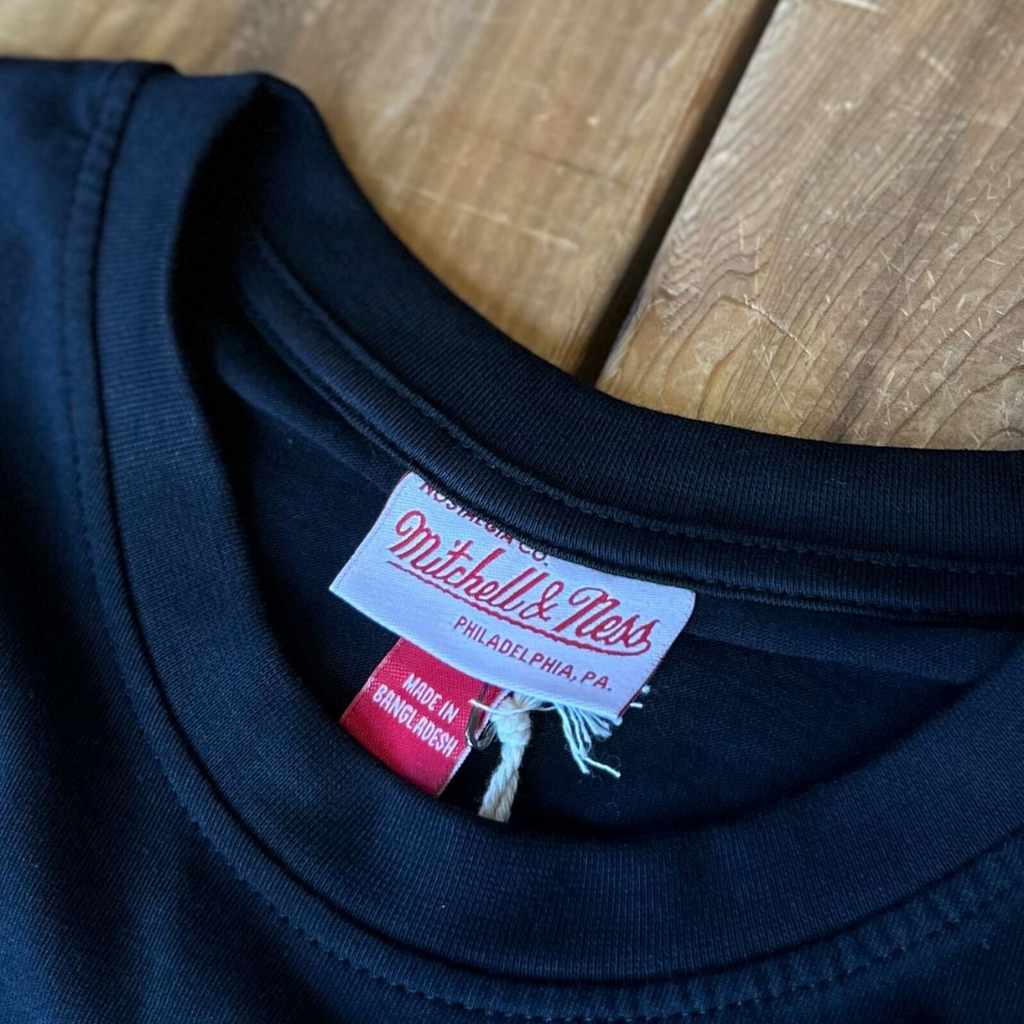 NOSTALGIA CO.
Mitchell & Ness
PHILADELPHIA, PA.
MADE IN
BANGLADESH